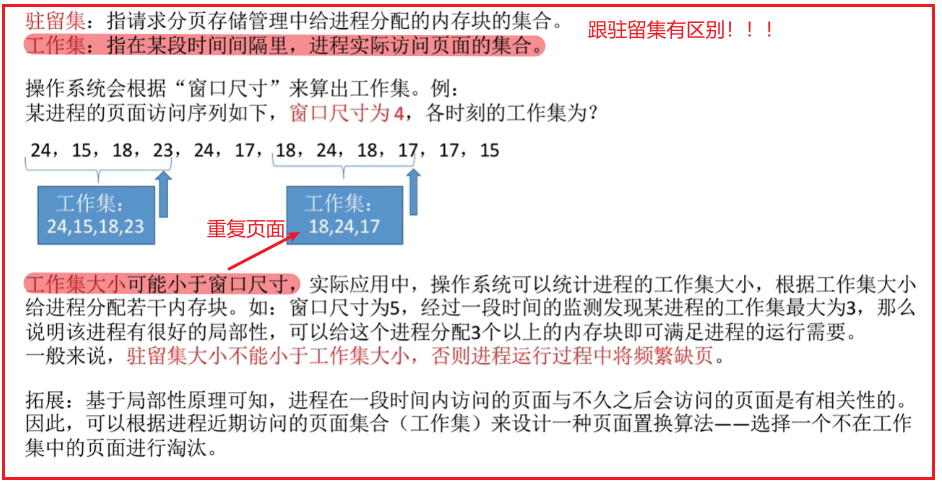 驻留集：指请求分页存储管理中给进程分配的内存块的集合。
跟驻留集有区别！！！
工作集：指在某段时间间隔里，进程实际访问页面的集合。
操作系统会根据“窗口尺寸”来算出工作集。例：
某进程的页面访问序列如下，窗口尺寸为 4，各时刻的工作集为？
24，15，18，23，24，17，18，24，18，17，17，15
工作集：
24,15,18,23
工作集：
18,24,17
重复页面
工作集大小可能小于窗口尺寸，实际应用中，操作系统可以统计进程的工作集大小，根据工作集大小
给进程分配若干内存块。如：窗口尺寸为5，经过一段时间的监测发现某进程的工作集最大为3，那么
说明该进程有很好的局部性，可以给这个进程分配3个以上的内存块即可满足进程的运行需要。
一般来说，驻留集大小不能小于工作集大小，否则进程运行过程中将频繁缺页。
拓展：基于局部性原理可知，进程在一段时间内访问的页面与不久之后会访问的页面是有相关性的。
因此，可以根据进程近期访问的页面集合（工作集）来设计一种页面置换算法——选择一个不在工作
集中的页面进行淘汰。